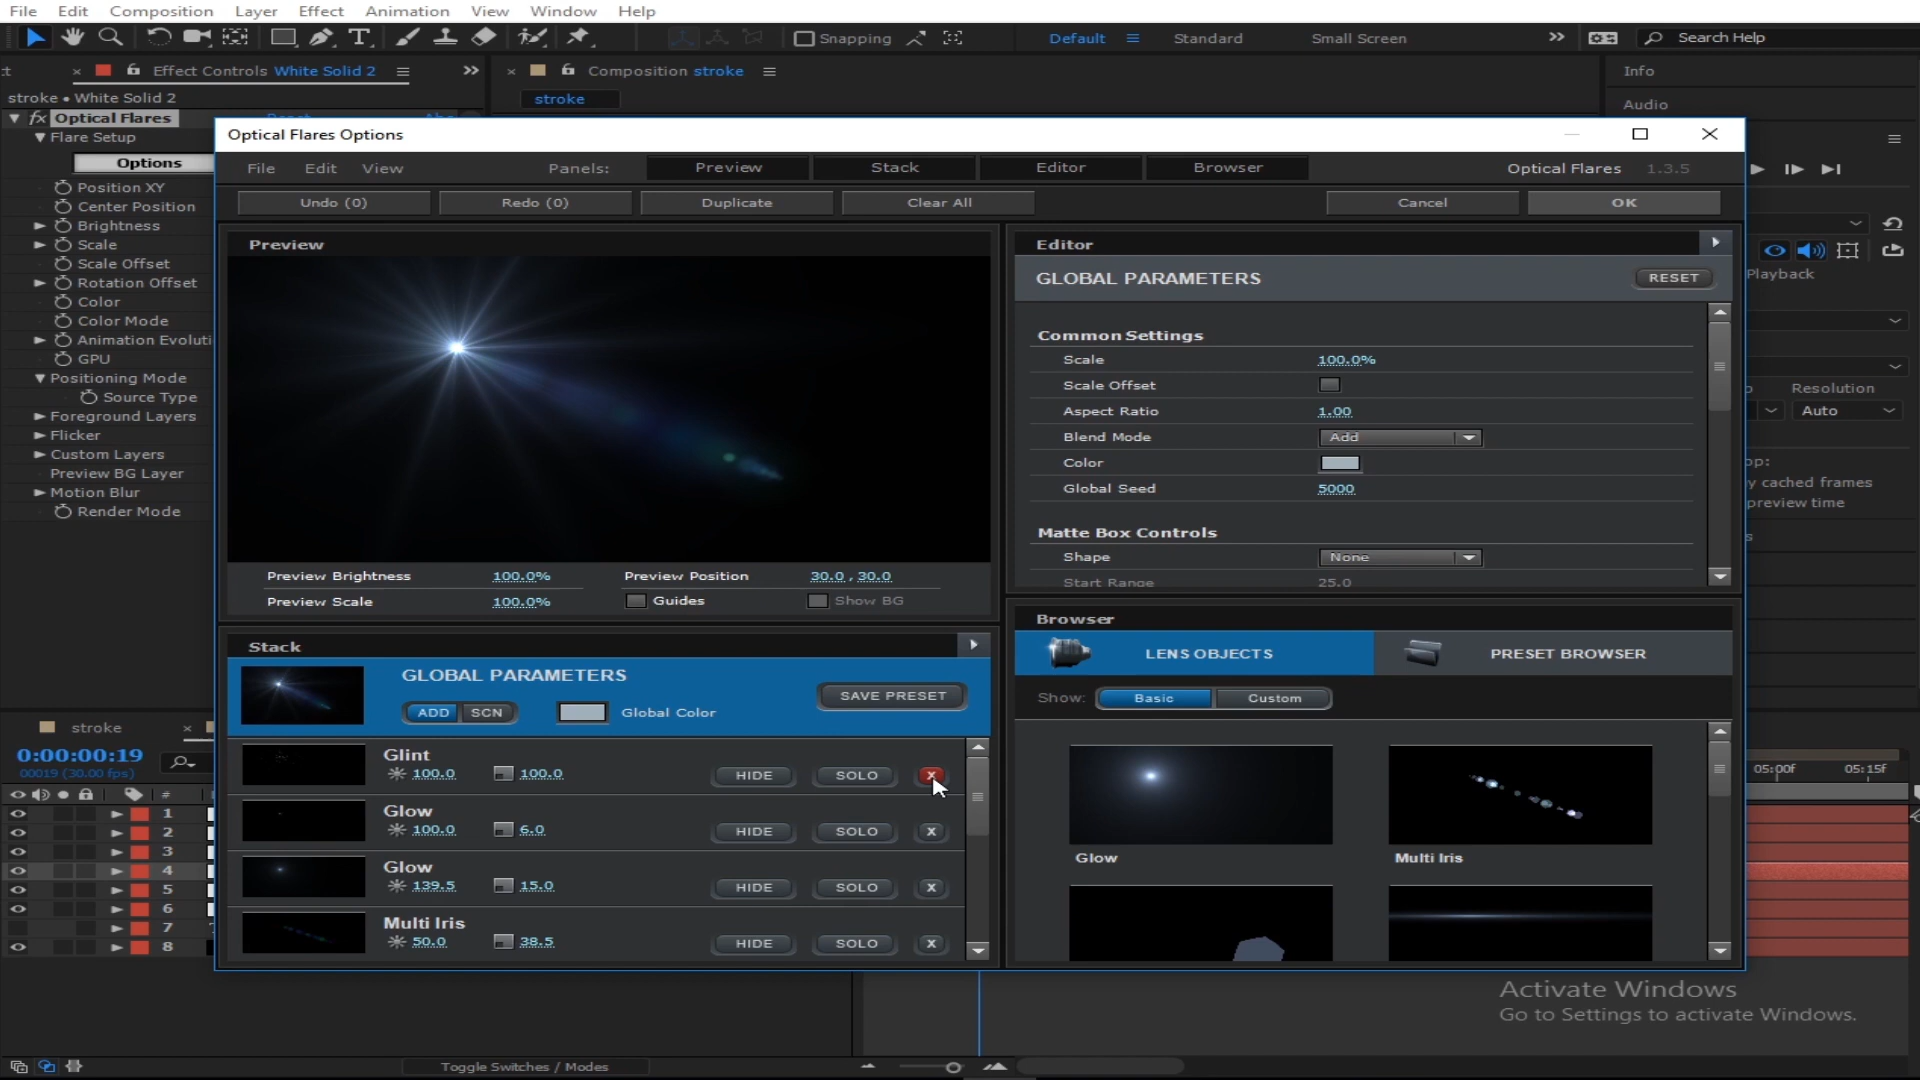 File Edit Composition Layer Effect Animation View Window Help
Snapping Default Standard Small Screen Search Help
Effect Controls White Solid 2
Composition stroke
Info
stroke • White Solid 2
stroke
Audio
fx Optical Flares
Flare Setup
Options
Position XY
Center Position
Brightness
Scale
Scale Offset
Rotation Offset
Color
Color Mode
Animation Evoluti
GPU
Positioning Mode
Source Type
Foreground Layers
Flicker
Custom Layers
Preview BG Layer
Motion Blur
Render Mode
Optical Flares Options
File Edit View Panels: Preview Stack Editor Browser Optical Flares 1.3.5
Undo (0) Redo (0) Duplicate Clear All Cancel OK
Preview
Preview Brightness 100.0% Preview Position 30.0 , 30.0
Preview Scale 100.0% Guides Show BG
Stack
GLOBAL PARAMETERS
ADD SCN Global Color SAVE PRESET
Glint
100.0 100.0 HIDE SOLO X
Glow
100.0 6.0 HIDE SOLO X
Glow
139.5 15.0 HIDE SOLO X
Multi Iris
50.0 38.5 HIDE SOLO X
Editor
GLOBAL PARAMETERS RESET
Common Settings
Scale 100.0%
Scale Offset
Aspect Ratio 1.00
Blend Mode Add
Color
Global Seed 5000
Matte Box Controls
Shape None
Start Range 25.0
Browser
LENS OBJECTS PRESET BROWSER
Show: Basic Custom
Glow Multi Iris
Playback
Resolution
Auto
y cached frames
preview time
stroke
0:00:00:19
00019 (30.00 fps)
#
1
2
3
4
5
6
7
8
05:00f 05:15f
Activate Windows
Go to Settings to activate Windows.
Toggle Switches / Modes